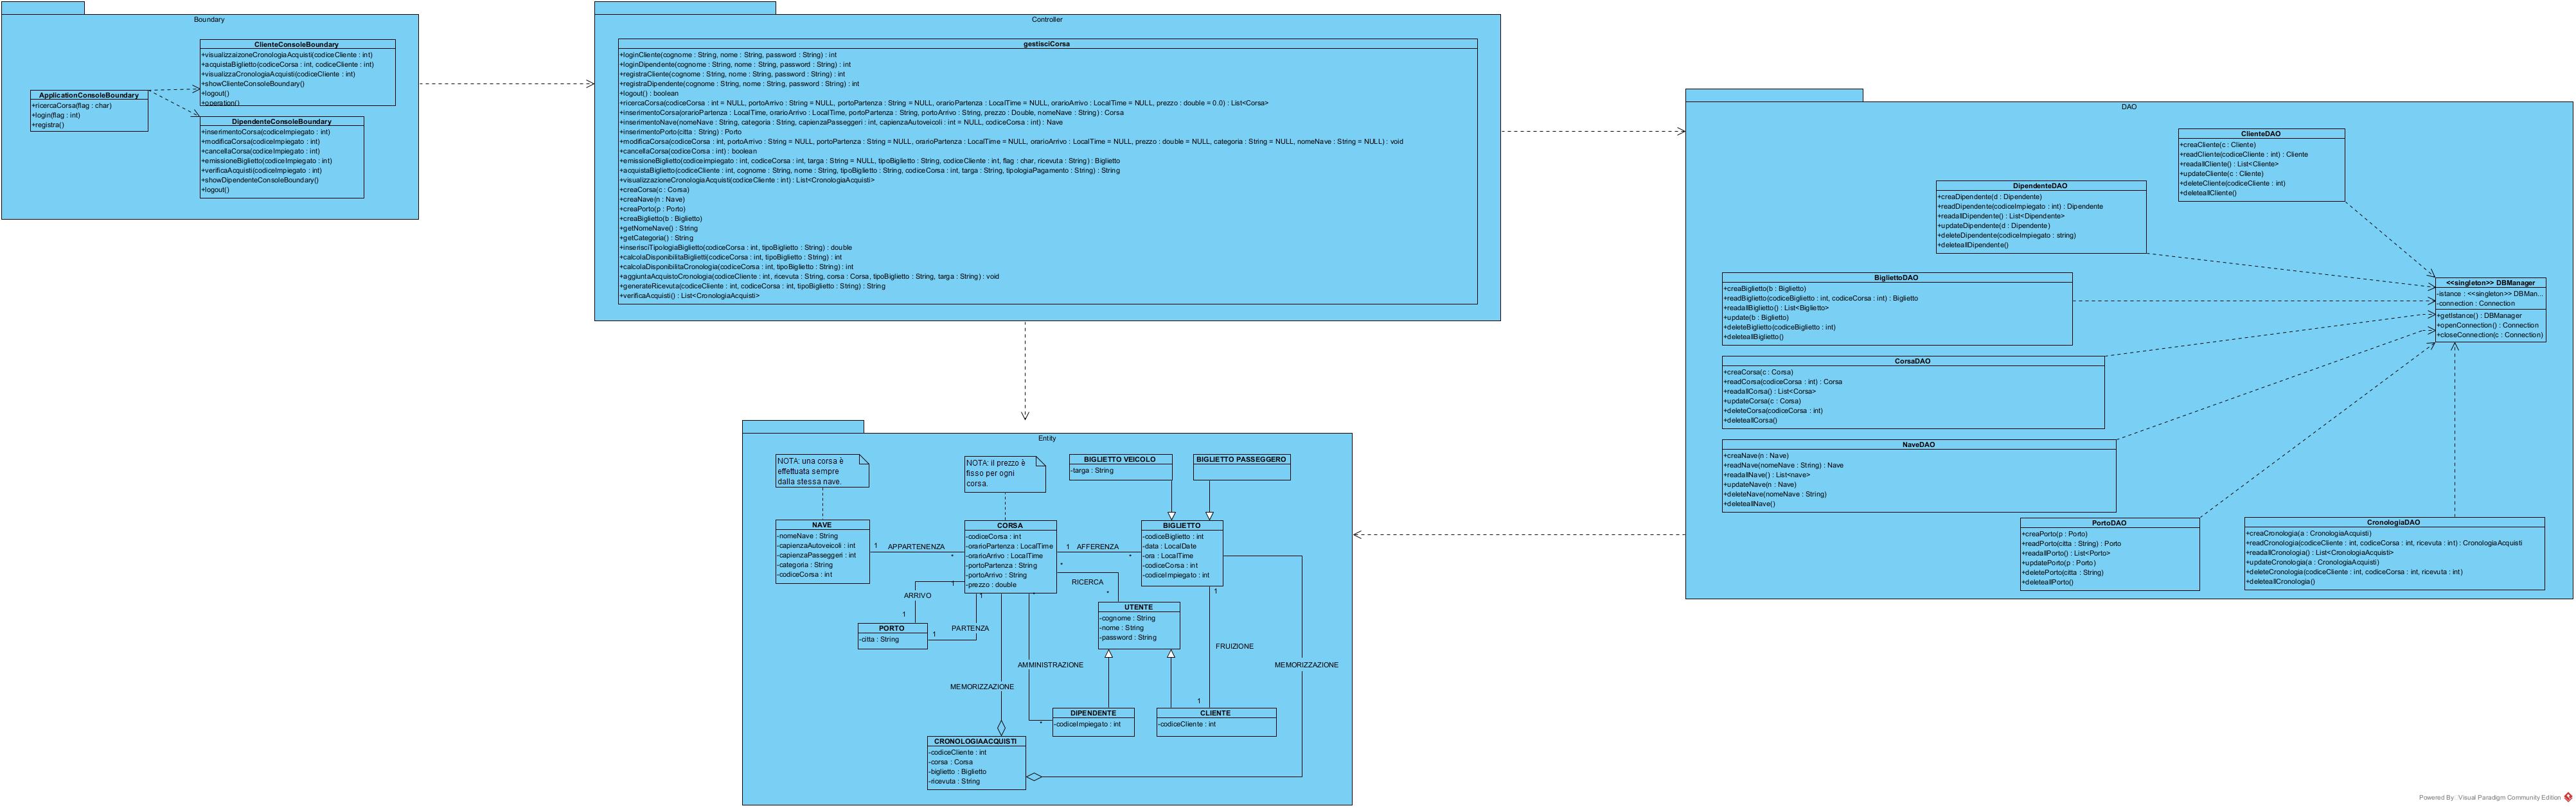 Boundary
ClienteConsoleBoundary
+visualizzaizoneCronologiaAcquisti(codiceCliente : int)
+acquistaBiglietto(codiceCorsa : int, codiceCliente : int)
+visualizzaCronologiaAcquisti(codiceCliente : int)
+showClienteConsoleBoundary()
+logout()
+operation()
ApplicationConsoleBoundary
+ricercaCorsa(flag : char)
+login(flag : int)
+registra()
DipendenteConsoleBoundary
+inserimentoCorsa(codiceImpiegato : int)
+modificaCorsa(codiceImpiegato : int)
+cancellaCorsa(codiceImpiegato : int)
+emissioneBiglietto(codiceImpiegato : int)
+verificaAcquisti(codiceImpiegato : int)
+showDipendenteConsoleBoundary()
+logout()
Controller
gestisciCorsa
+loginCliente(cognome : String, nome : String, password : String) : int
+loginDipendente(cognome : String, nome : String, password : String) : int
+registraCliente(cognome : String, nome : String, password : String) : int
+registraDipendente(cognome : String, nome : String, password : String) : int
+logout() : boolean
+ricercaCorsa(codiceCorsa : int = NULL, portoArrivo : String = NULL, portoPartenza : String = NULL, orarioPartenza : LocalTime = NULL, orarioArrivo : LocalTime = NULL, prezzo : double = 0.0) : List<Corsa>
+inserimentoCorsa(orarioPartenza : LocalTime, orarioArrivo : LocalTime, portoPartenza : String, portoArrivo : String, prezzo : Double, nomeNave : String) : Corsa
+inserimentoNave(nomeNave : String, categoria : String, capienzaPasseggeri : int, capienzaAutoveicoli : int = NULL, codiceCorsa : int) : Nave
+inserimentoPorto(citta : String) : Porto
+modificaCorsa(codiceCorsa : int, portoArrivo : String = NULL, portoPartenza : String = NULL, orarioPartenza : LocalTime = NULL, orarioArrivo : LocalTime = NULL, prezzo : double = NULL, categoria : String = NULL, nomeNave : String = NULL) : void
+cancellaCorsa(codiceCorsa : int) : boolean
+emissioneBiglietto(codiceimpiegato : int, codiceCorsa : int, targa : String = NULL, tipoBiglietto : String, codiceCliente : int, flag : char, ricevuta : String) : Biglietto
+acquistaBiglietto(codiceCliente : int, cognome : String, nome : String, tipoBiglietto : String, codiceCorsa : int, targa : String, tipologiaPagamento : String) : String
+visualizzazioneCronologiaAcquisti(codiceCliente : int) : List<CronologiaAcquisti>
+creaCorsa(c : Corsa)
+creaNave(n : Nave)
+creaPorto(p : Porto)
+creaBiglietto(b : Biglietto)
+getNomeNave() : String
+getCategoria() : String
+inserisciTipologiaBiglietto(codiceCorsa : int, tipoBiglietto : String) : double
+calcolaDisponibilitaBiglietti(codiceCorsa : int, tipoBiglietto : String) : int
+calcolaDisponibilitaCronologia(codiceCorsa : int, tipoBiglietto : String) : int
+aggiuntaAcquistoCronologia(codiceCliente : int, ricevuta : String, corsa : Corsa, tipoBiglietto : String, targa : String) : void
+generateRicevuta(codiceCliente : int, codiceCorsa : int, tipoBiglietto : String) : String
+verificaAcquisti() : List<CronologiaAcquisti>
DAO
ClienteDAO
+creaCliente(c : Cliente)
+readCliente(codiceCliente : int) : Cliente
+readallCliente() : List<Cliente>
+updateCliente(c : Cliente)
+deleteCliente(codiceCliente : int)
+deleteallCliente()
DipendenteDAO
+creaDipendente(d : Dipendente)
+readDipendente(codiceImpiegato : int) : Dipendente
+readallDipendente() : List<Dipendente>
+updateDipendente(d : Dipendente)
+deleteDipendente(codiceImpiegato : string)
+deleteallDipendente()
BigliettoDAO
+creaBiglietto(b : Biglietto)
+readBiglietto(codiceBiglietto : int, codiceCorsa : int) : Biglietto
+readallBiglietto() : List<Biglietto>
+update(b : Biglietto)
+deleteBiglietto(codiceBiglietto : int)
+deleteallBiglietto()
<<singleton>> DBManager
-istance : <<singleton>> DBMan...
-connection : Connection
+getIstance() : DBManager
+openConnection() : Connection
+closeConnection(c : Connection)
CorsaDAO
+creaCorsa(c : Corsa)
+readCorsa(codiceCorsa : int) : Corsa
+readallCorsa() : List<Corsa>
+updateCorsa(c : Corsa)
+deleteCorsa(codiceCorsa : int)
+deleteallCorsa()
NaveDAO
+creaNave(n : Nave)
+readNave(nomeNave : String) : Nave
+readallNave() : List<nave>
+updateNave(n : Nave)
+deleteNave(nomeNave : String)
+deleteallNave()
PortoDAO
+creaPorto(p : Porto)
+readPorto(citta : String) : Porto
+readallPorto() : List<Porto>
+updatePorto(p : Porto)
+deletePorto(citta : String)
+deleteallPorto()
CronologiaDAO
+creaCronologia(a : CronologiaAcquisti)
+readCronologia(codiceCliente : int, codiceCorsa : int, ricevuta : int) : CronologiaAcquisti
+readallCronologia() : List<CronologiaAcquisti>
+updateCronologia(a : CronologiaAcquisti)
+deleteCronologia(codiceCliente : int, codiceCorsa : int, ricevuta : int)
+deleteallCronologia()
Entity
NOTA: una corsa è
effettuata sempre
dalla stessa nave.
NOTA: il prezzo è
fisso per ogni
corsa.
BIGLIETTO VEICOLO
-targa : String
BIGLIETTO PASSEGGERO
NAVE
-nomeNave : String
-capienzaAutoveicoli : int
-capienzaPasseggeri : int
-categoria : String
-codiceCorsa : int
1 APPARTENENZA *
CORSA
-codiceCorsa : int
-orarioPartenza : LocalTime
-orarioArrivo : LocalTime
-portoPartenza : String
-portoArrivo : String
-prezzo : double
1 AFFERENZA *
BIGLIETTO
-codiceBiglietto : int
-data : LocalDate
-ora : LocalTime
-codiceCorsa : int
-codiceImpiegato : int
*
RICERCA
*
1
ARRIVO
1
1
PARTENZA
1
PORTO
-citta : String
UTENTE
-cognome : String
-nome : String
-password : String
1
FRUIZIONE
1
MEMORIZZAZIONE
*
AMMINISTRAZIONE
*
MEMORIZZAZIONE
DIPENDENTE
-codiceImpiegato : int
CLIENTE
-codiceCliente : int
CRONOLOGIAACQUISTI
-codiceCliente : int
-corsa : Corsa
-biglietto : Biglietto
-ricevuta : String
Powered By : Visual Paradigm Community Edition